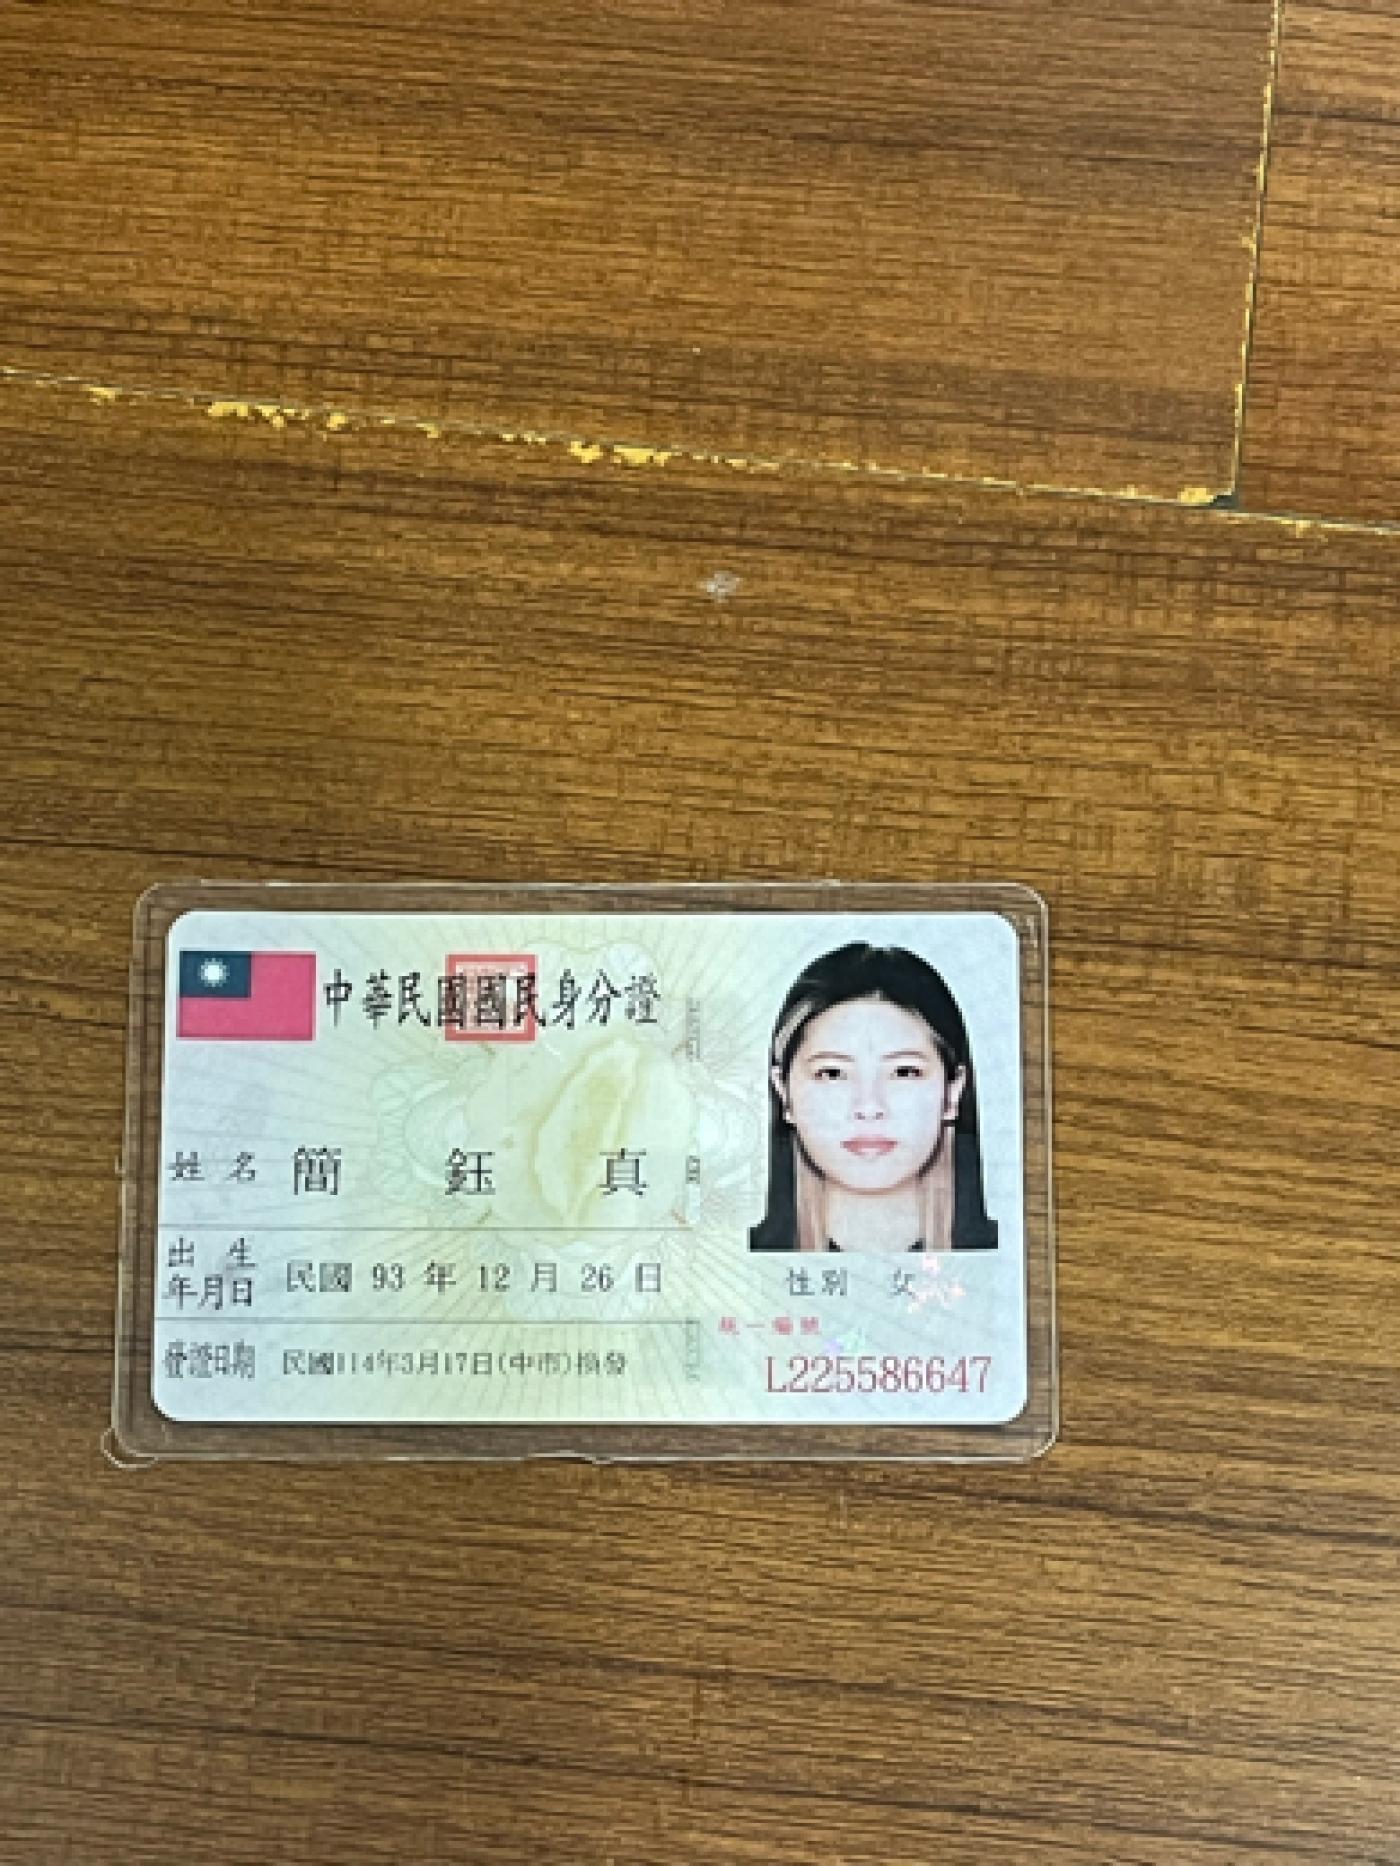 中華民國國民身分證
姓名 簡鈺真
出生年月日 民國 93 年 12 月 26 日
性別 女
統一編號
發證日期 民國114年3月17日(中市)換發
L225586647